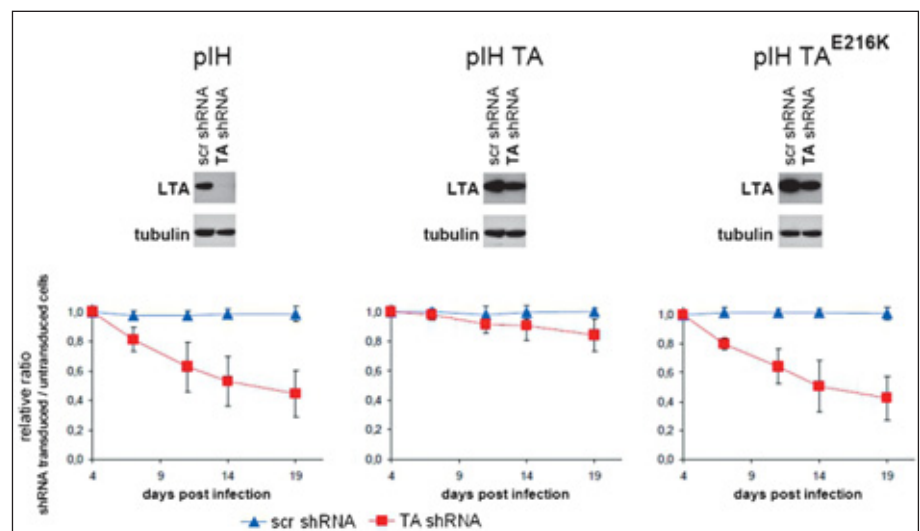 pIH
scr shRNA
TA shRNA
LTA
tubulin
pIH TA
scr shRNA
TA shRNA
LTA
tubulin
pIH TA E216K
scr shRNA
TA shRNA
LTA
tubulin
relative ratio
shRNA transduced / untransduced cells
1,0
0,8
0,6
0,4
0,2
0,0
4 9 14 19
days post infection
1,0
0,8
0,6
0,4
0,2
0,0
4 9 14 19
days post infection
1,0
0,8
0,6
0,4
0,2
0,0
4 9 14 19
days post infection
scr shRNA TA shRNA